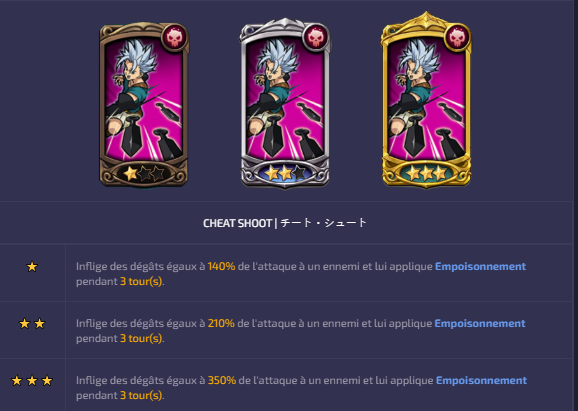 CHEAT SHOOT | チート・シュート
Inflige des dégâts égaux à 140% de l'attaque à un ennemi et lui applique Empoisonnement
pendant 3 tour(s).
Inflige des dégâts égaux à 210% de l'attaque à un ennemi et lui applique Empoisonnement
pendant 3 tour(s).
Inflige des dégâts égaux à 350% de l'attaque à un ennemi et lui applique Empoisonnement
pendant 3 tour(s).